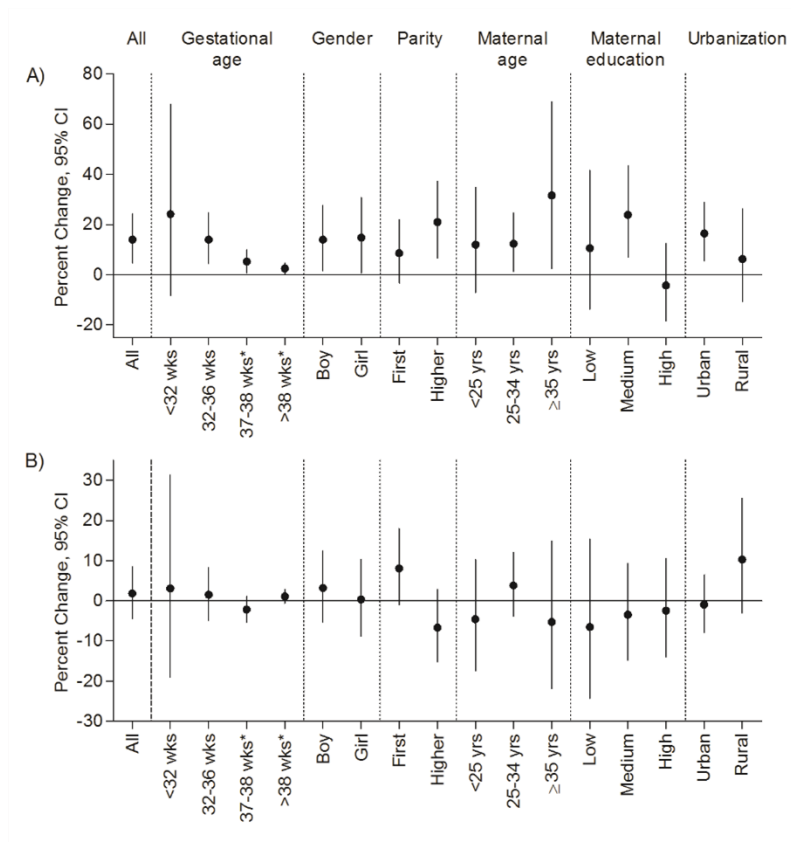 All Gestational age Gender Parity Maternal age Maternal education Urbanization
A)
Percent Change, 95% CI
80
60
40
20
0
-20
All
<32 wks
32-36 wks
37-38 wks*
>38 wks*
Boy
Girl
First
Higher
<25 yrs
25-34 yrs
≥35 yrs
Low
Medium
High
Urban
Rural
B)
Percent Change, 95% CI
30
20
10
0
-10
-20
-30
All
<32 wks
32-36 wks
37-38 wks*
>38 wks*
Boy
Girl
First
Higher
<25 yrs
25-34 yrs
≥35 yrs
Low
Medium
High
Urban
Rural